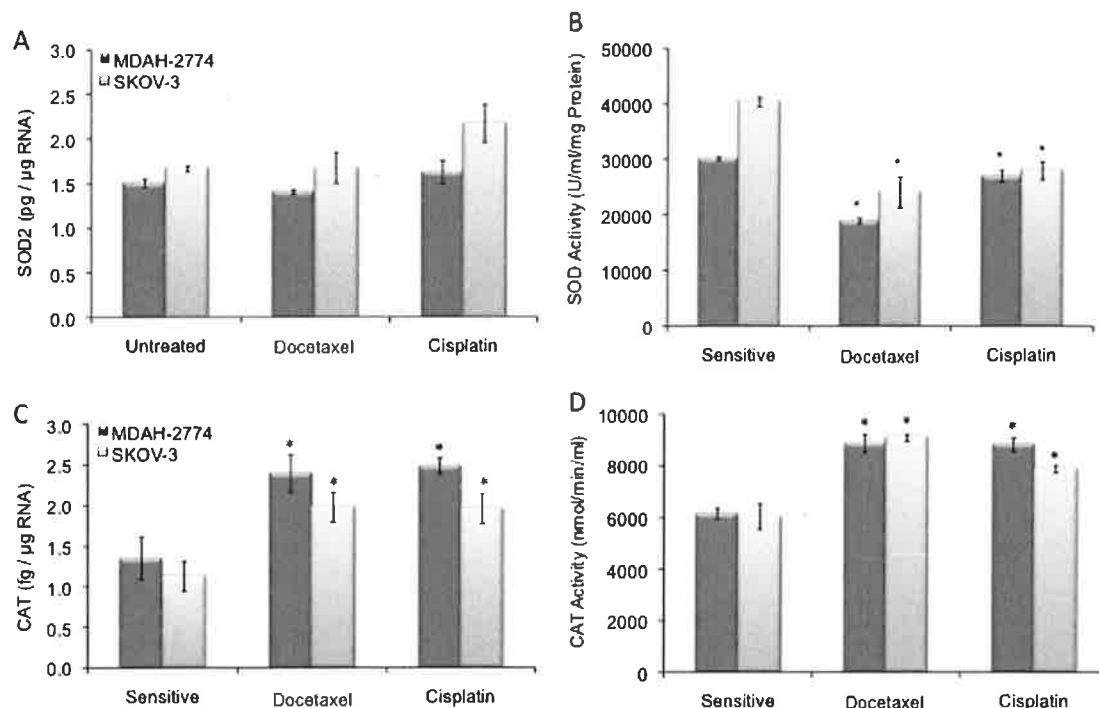 A
3.0
2.5
2.0
1.5
1.0
0.5
0.0
SOD2 (pg / µg RNA)
MDAH-2774
SKOV-3
Untreated Docetaxel Cisplatin
B
50000
40000
30000
20000
10000
0
SOD Activity (U/ml/mg Protein)
* * * *
Sensitive Docetaxel Cisplatin
C
3.0
2.5
2.0
1.5
1.0
0.5
0.0
CAT (fg / µg RNA)
MDAH-2774
SKOV-3
* * * *
Sensitive Docetaxel Cisplatin
D
10000
8000
6000
4000
2000
0
CAT Activity (nmol/min/ml)
* * * *
Sensitive Docetaxel Cisplatin